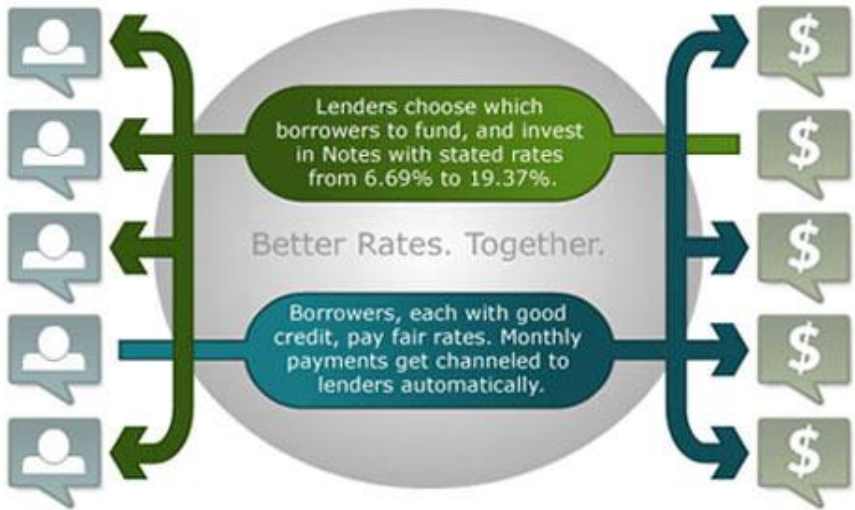 $
Lenders choose which
borrowers to fund, and invest
in Notes with stated rates
from 6.69% to 19.37%.
$
Better Rates. Together.
$
Borrowers, each with good
credit, pay fair rates. Monthly
payments get channeled to
lenders automatically.
$
$